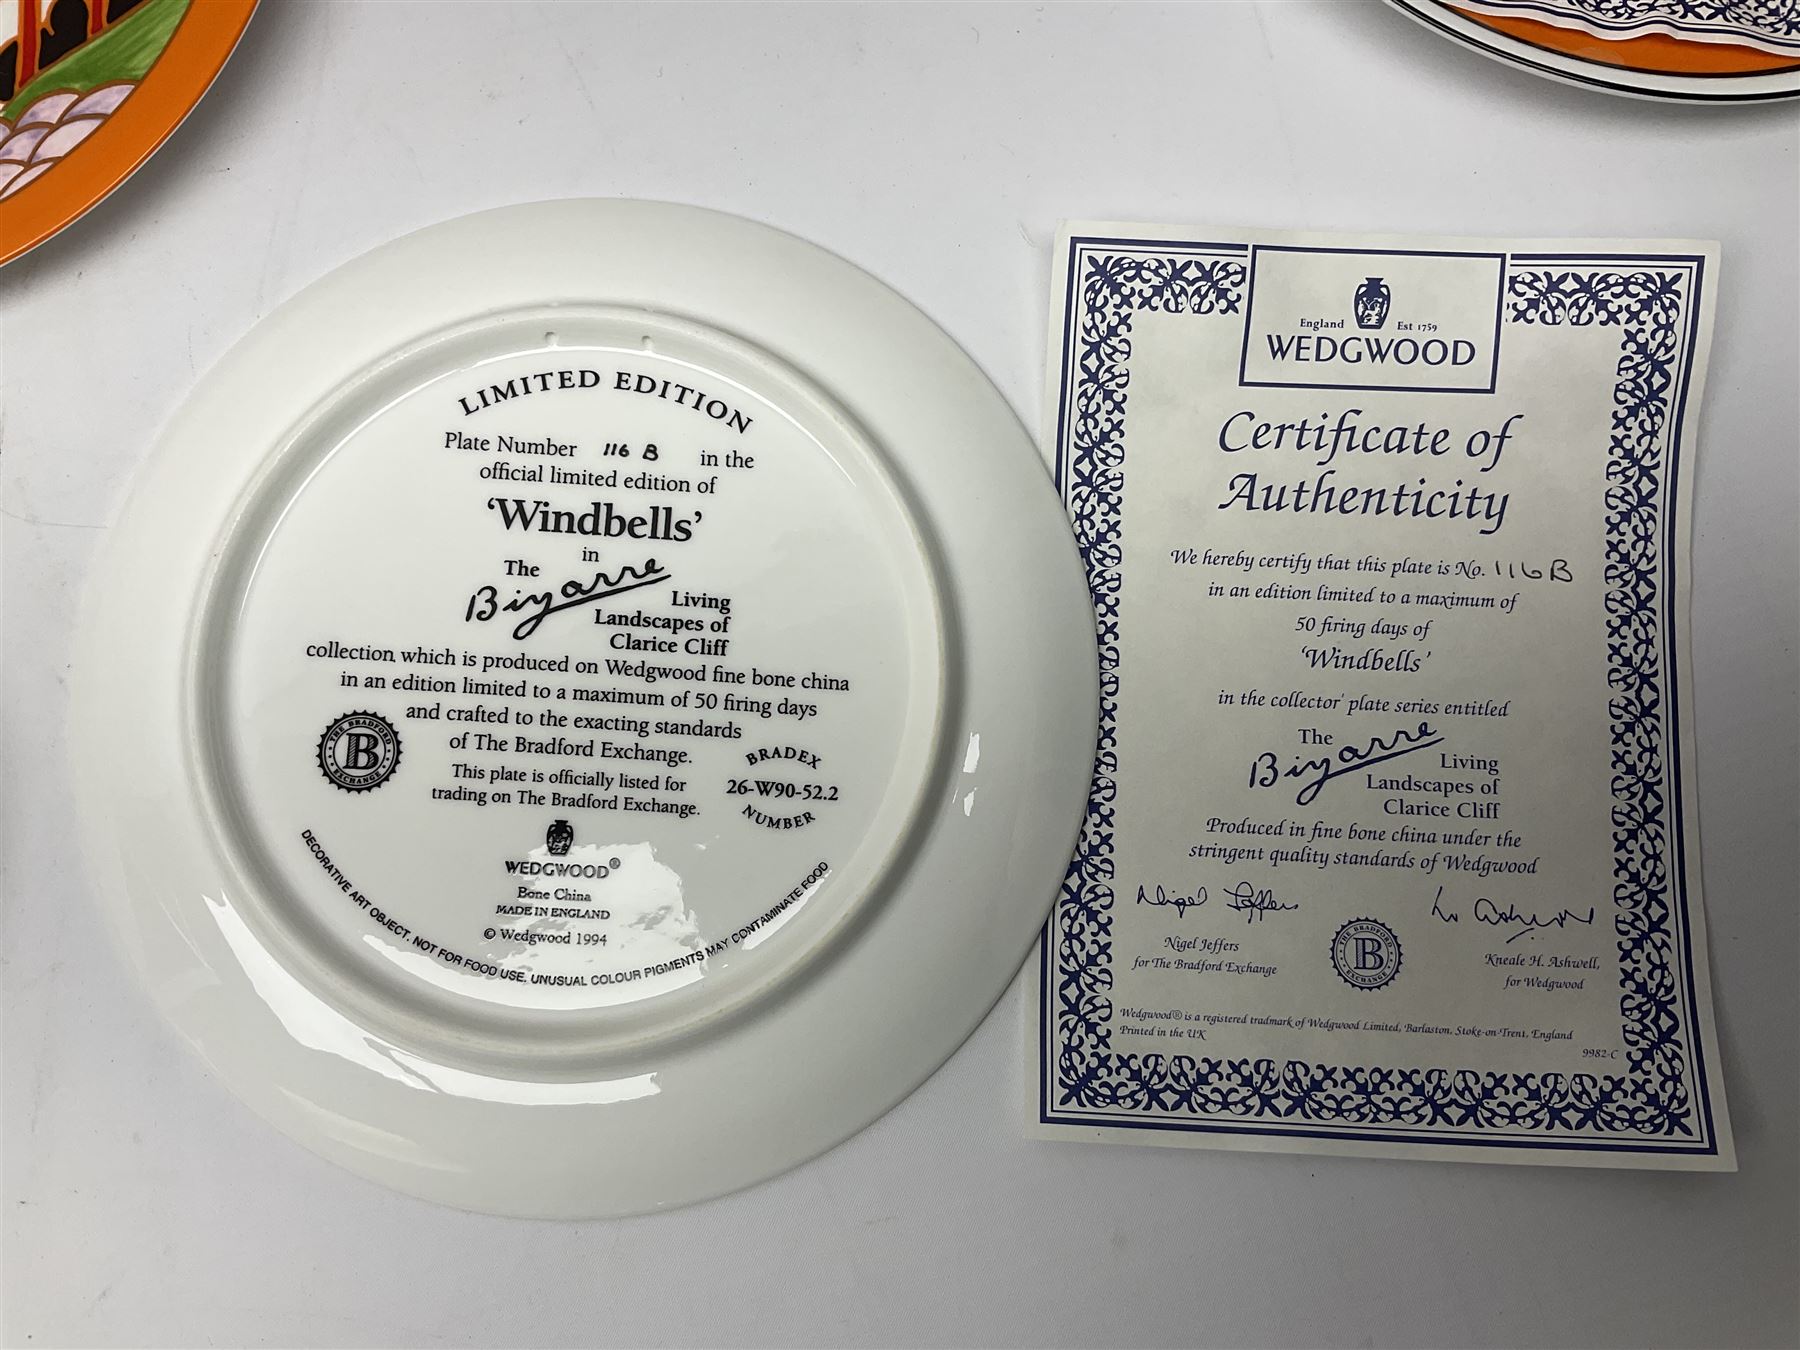 LIMITED EDITION
Plate Number 116 B in the
official limited edition of
‘Windbells’
in
The
Bizarre
Living
Landscapes of
Clarice Cliff
collection which is produced on Wedgwood fine bone china
in an edition limited to a maximum of 50 firing days
and crafted to the exacting standards
of The Bradford Exchange.
This plate is officially listed for
trading on The Bradford Exchange.
THE BRADFORD
B
EXCHANGE
BRADEX
26-W90-52.2
NUMBER
WEDGWOOD®
Bone China
MADE IN ENGLAND
© Wedgwood 1994
DECORATIVE ART OBJECT. NOT FOR FOOD USE. UNUSUAL COLOUR PIGMENTS MAY CONTAMINATE FOOD
England Est 1759
WEDGWOOD
Certificate of
Authenticity
We hereby certify that this plate is No. 116B
in an edition limited to a maximum of
50 firing days of
‘Windbells’
in the collector' plate series entitled
The
Bizarre
Living
Landscapes of
Clarice Cliff
Produced in fine bone china under the
stringent quality standards of Wedgwood
Nigel Jeffers
Nigel Jeffers
for The Bradford Exchange
THE BRADFORD
B
EXCHANGE
Kneale H. Ashwell,
for Wedgwood
Wedgwood® is a registered tradmark of Wedgwood Limited, Barlaston, Stoke-on-Trent, England
Printed in the UK
9982-C